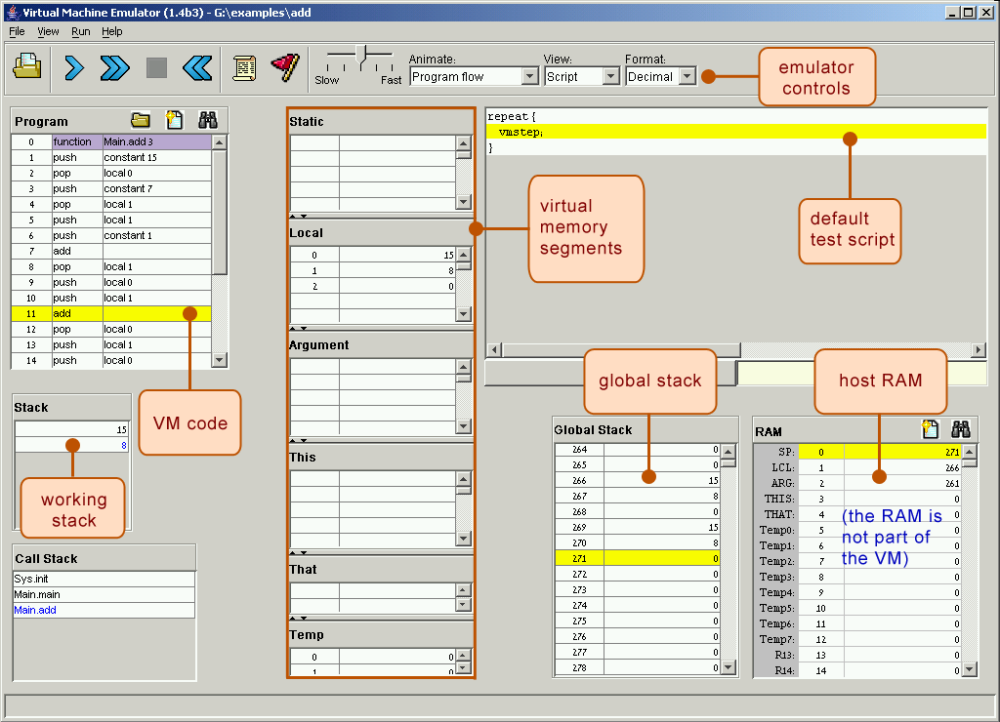 Virtual Machine Emulator (1.4b3) - G:\examples\add
File View Run Help
Slow Fast
Animate:
Program flow
View:
Script
Format:
Decimal
emulator
controls
Program
0 function Main.add 3
1 push constant 15
2 pop local 0
3 push constant 7
4 pop local 1
5 push local 1
6 push constant 1
7 add
8 pop local 1
9 push local 0
10 push local 1
11 add
12 pop local 0
13 push local 1
14 push local 0
VM code
Stack
15
8
working
stack
Call Stack
Sys.init
Main.main
Main.add
Static
Local
0 15
1 8
2 0
Argument
This
That
Temp
0 0
1 0
virtual
memory
segments
repeat {
vmstep;
}
default
test script
global stack
Global Stack
264 0
265 0
266 15
267 8
268 0
269 15
270 8
271 0
272 0
273 0
274 0
275 0
276 0
277 0
278 0
host RAM
RAM
SP: 0 271
LCL: 1 266
ARG: 2 261
THIS: 3 0
THAT: 4 0
Temp0: 5 0
Temp1: 6 0
Temp2: 7 0
Temp3: 8 0
Temp4: 9 0
Temp5: 10 0
Temp6: 11 0
Temp7: 12 0
R13: 13 0
R14: 14 0
(the RAM is
not part of
the VM)